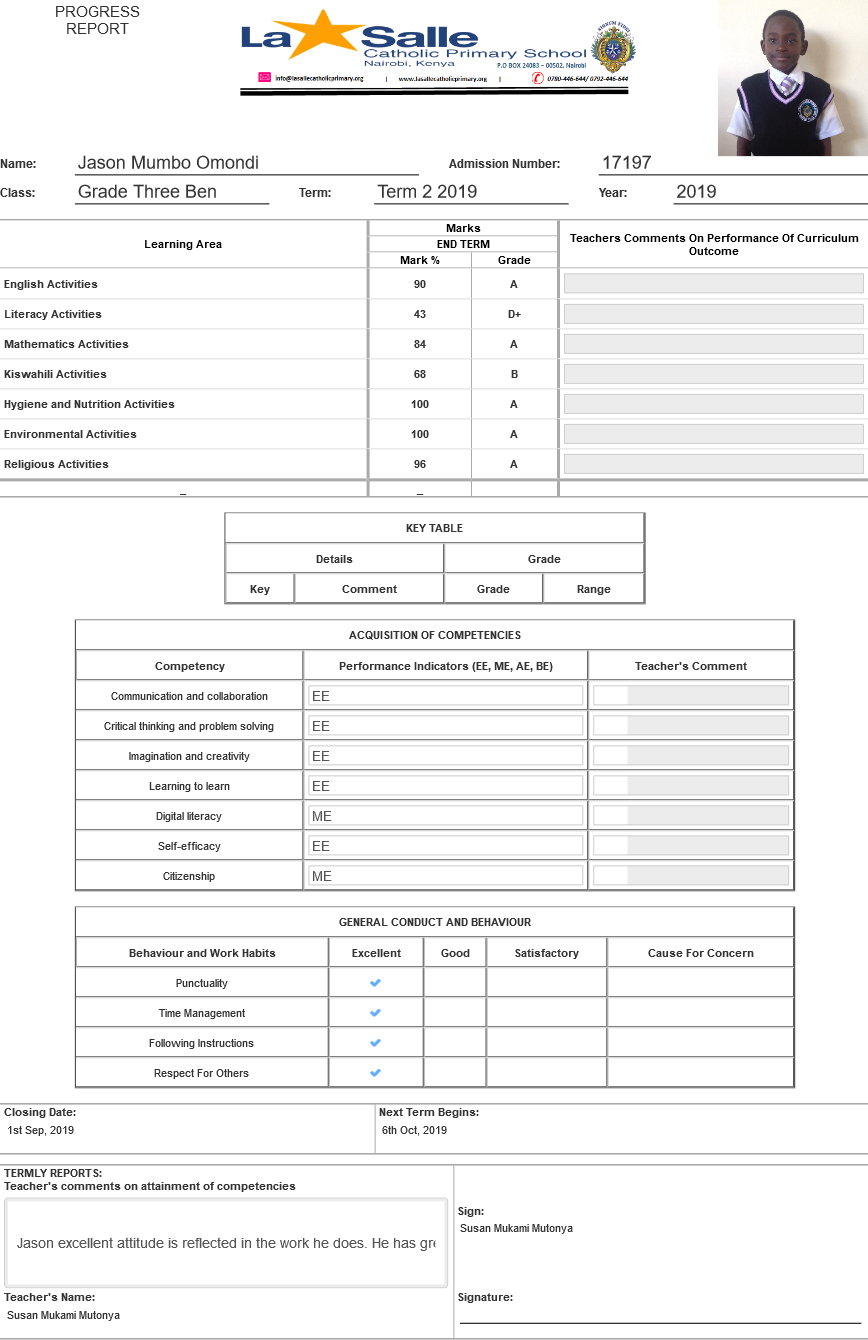 PROGRESS
REPORT
La Salle
Catholic Primary School
Nairobi, Kenya
P.O BOX 24083 – 00502, Nairobi
info@lasallecatholicprimary.org | www.lasallecatholicprimary.org | 0780-446-644/ 0792-446-644
Name: Jason Mumbo Omondi Admission Number: 17197
Class: Grade Three Ben Term: Term 2 2019 Year: 2019
Learning Area Marks Teachers Comments On Performance Of Curriculum Outcome
END TERM
Mark % Grade
English Activities 90 A
Literacy Activities 43 D+
Mathematics Activities 84 A
Kiswahili Activities 68 B
Hygiene and Nutrition Activities 100 A
Environmental Activities 100 A
Religious Activities 96 A
_ _
KEY TABLE
Details Grade
Key Comment Grade Range
ACQUISITION OF COMPETENCIES
Competency Performance Indicators (EE, ME, AE, BE) Teacher's Comment
Communication and collaboration EE
Critical thinking and problem solving EE
Imagination and creativity EE
Learning to learn EE
Digital literacy ME
Self-efficacy EE
Citizenship ME
GENERAL CONDUCT AND BEHAVIOUR
Behaviour and Work Habits Excellent Good Satisfactory Cause For Concern
Punctuality
Time Management
Following Instructions
Respect For Others
Closing Date: Next Term Begins:
1st Sep, 2019 6th Oct, 2019
TERMLY REPORTS:
Teacher's comments on attainment of competencies
Sign:
Susan Mukami Mutonya
Jason excellent attitude is reflected in the work he does. He has
Teacher's Name: Signature:
Susan Mukami Mutonya